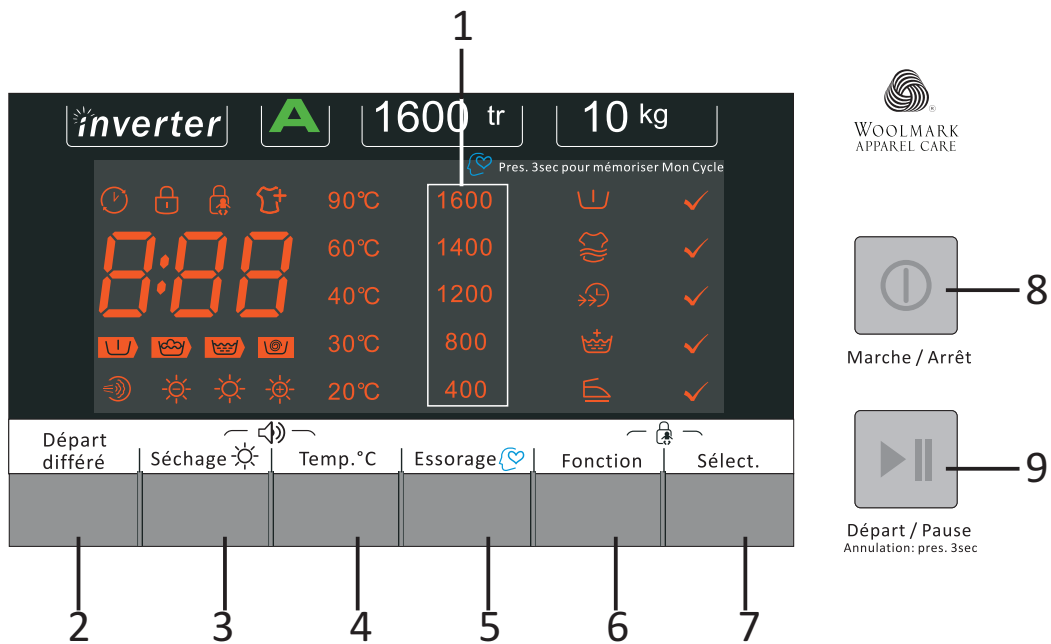 1
inverter
A
1600 tr
10 kg
Pres. 3sec pour mémoriser Mon Cycle
90°C 1600
8:88
60°C 1400
40°C 1200
30°C 800
20°C 400
WOOLMARK
APPAREL CARE
8
Marche / Arrêt
Départ
différé
Séchage
Temp.°C
Essorage
Fonction
Sélect.
9
Départ / Pause
Annulation: pres. 3sec
2 3 4 5 6 7